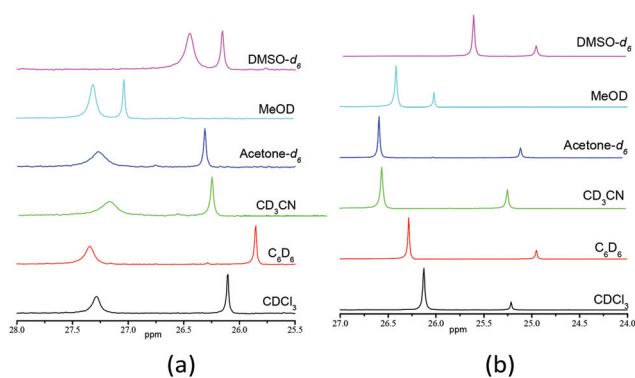 DMSO-d₆
MeOD
Acetone-d₆
CD₃CN
C₆D₆
CDCl₃
28.0 27.5 27.0 26.5 26.0 25.5
ppm
(a)
DMSO-d₆
MeOD
Acetone-d₆
CD₃CN
C₆D₆
CDCl₃
27.0 26.5 26.0 25.5 25.0 24.5 24.0
ppm
(b)